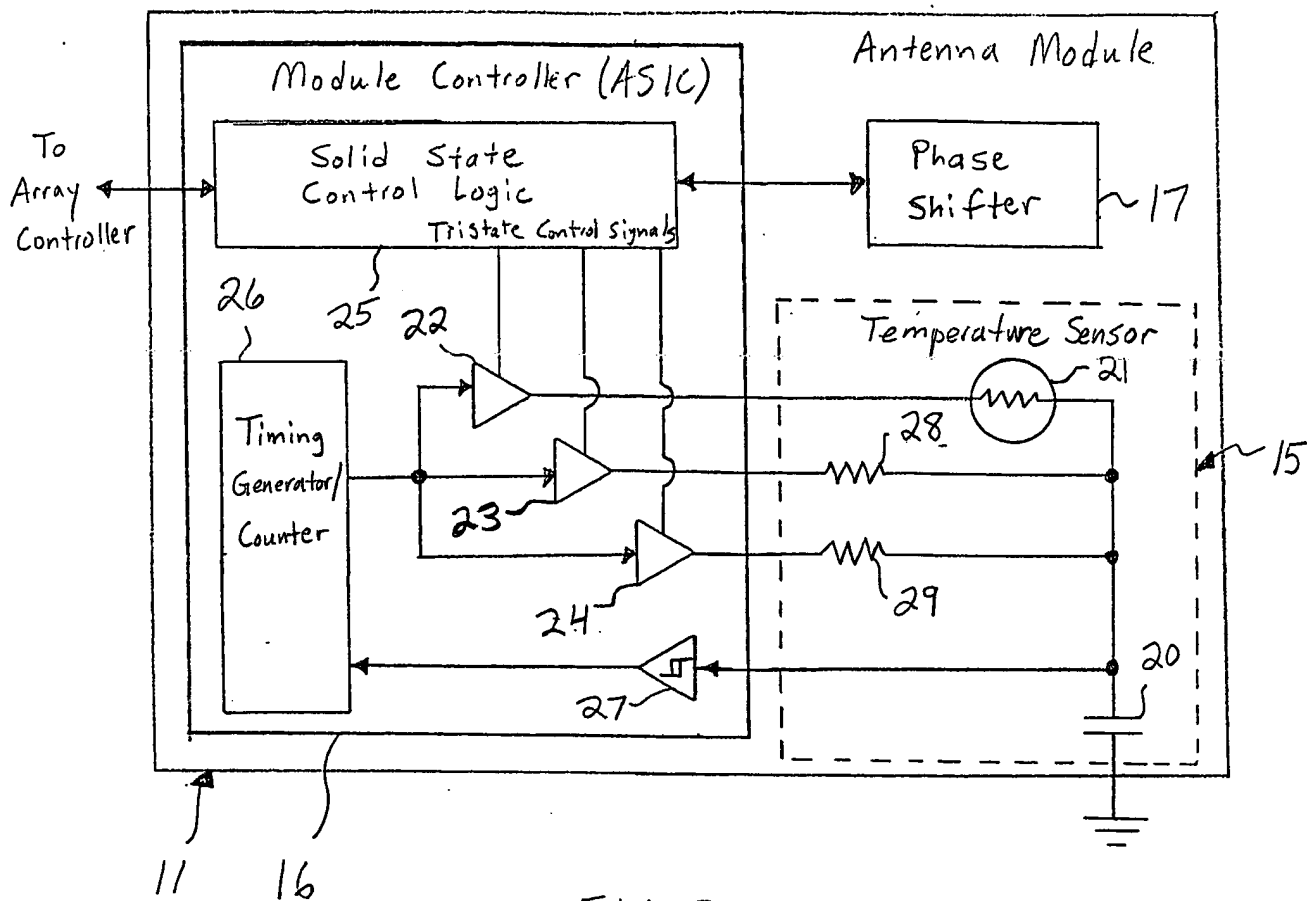 Antenna Module
Module Controller (ASIC)
To
Array
Controller
Solid State
Control Logic
Tristate Control Signals
Phase
Shifter
17
26
25
22
Temperature Sensor
21
Timing
Generator/
Counter
28
15
23
29
24
20
27
11
16